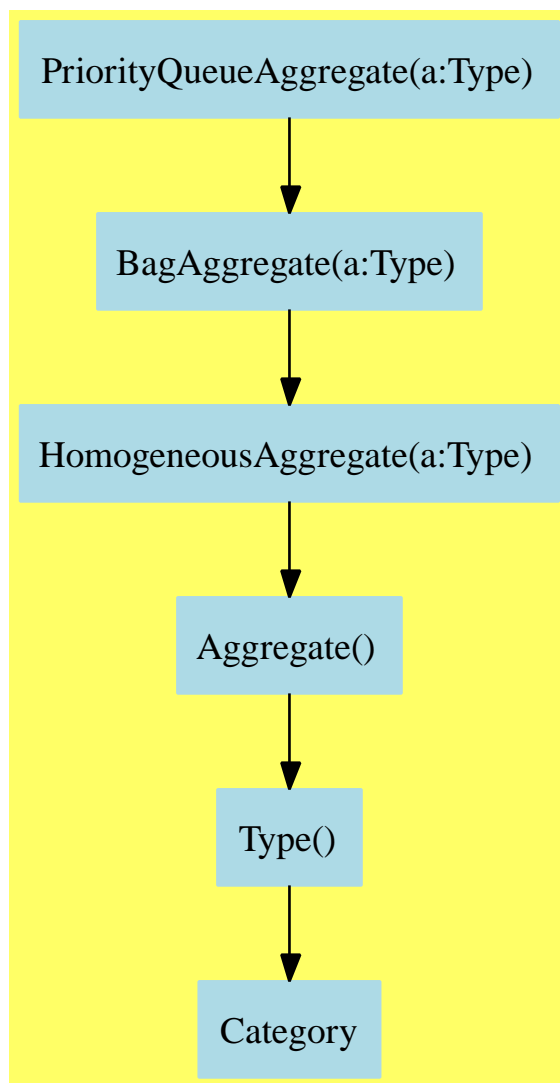 PriorityQueueAggregate(a:Type)
BagAggregate(a:Type)
HomogeneousAggregate(a:Type)
Aggregate()
Type()
Category